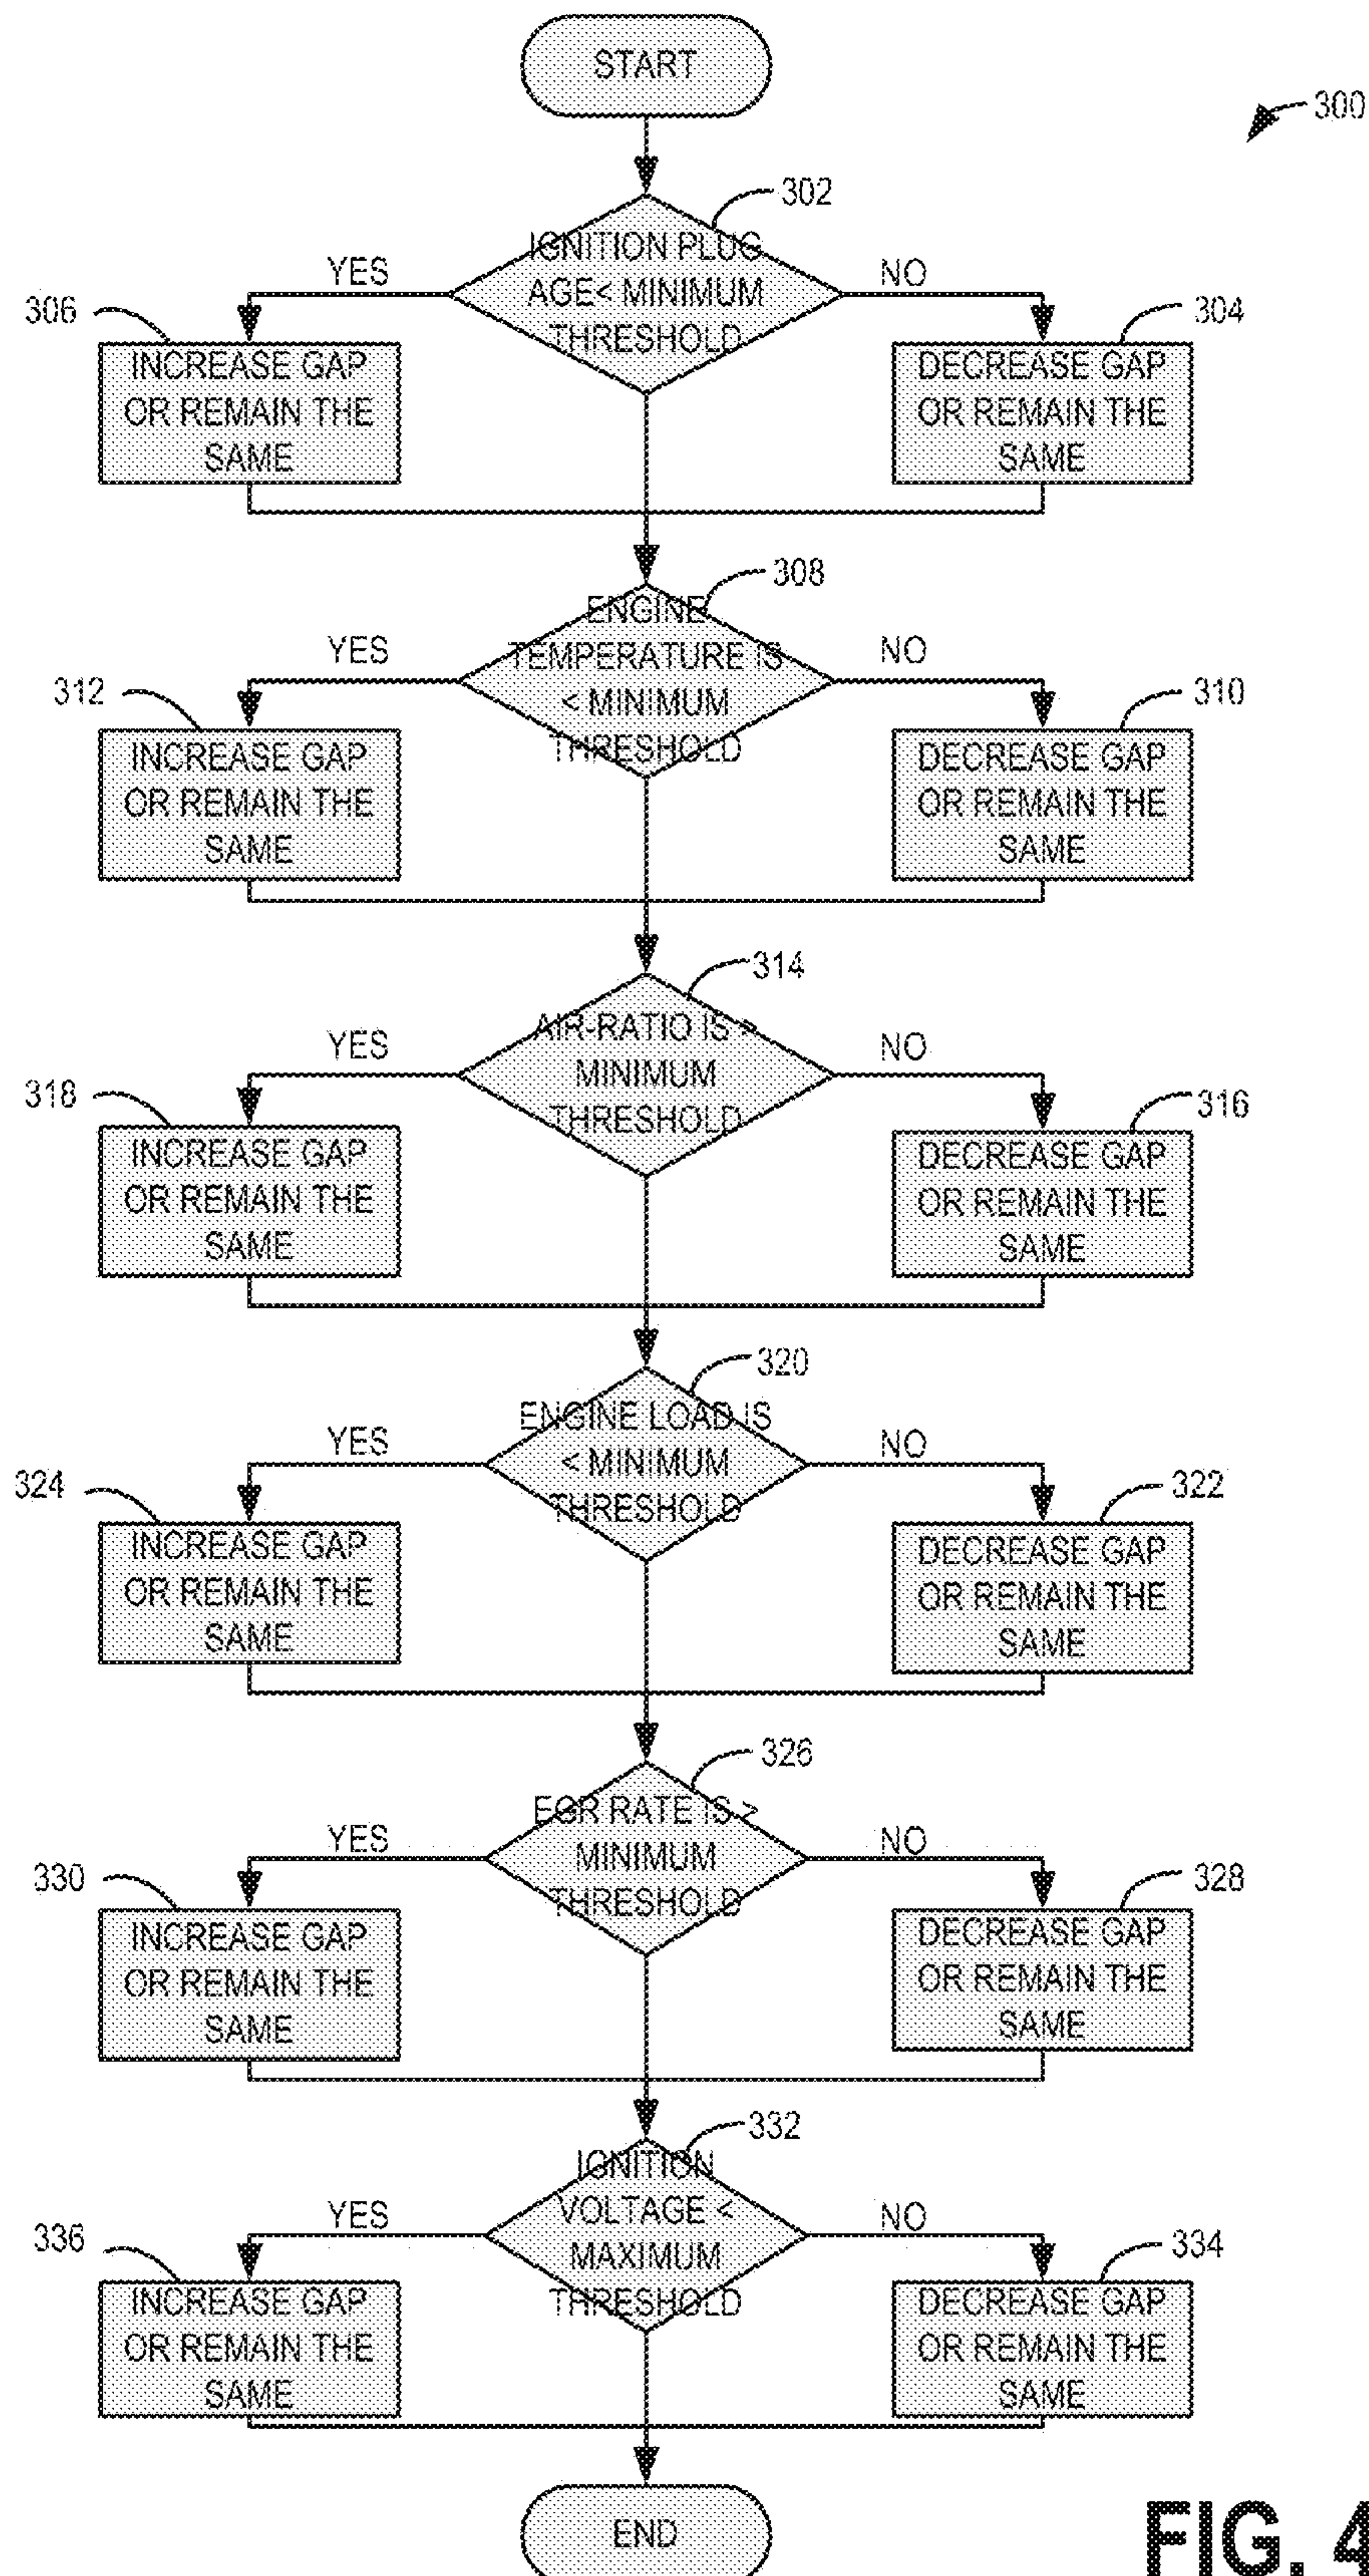 START
300
302
IGNITION PLUG
AGE< MINIMUM
THRESHOLD
YES
NO
306
304
INCREASE GAP
OR REMAIN THE
SAME
DECREASE GAP
OR REMAIN THE
SAME
308
ENGINE
TEMPERATURE IS
< MINIMUM
THRESHOLD
YES
NO
312
310
INCREASE GAP
OR REMAIN THE
SAME
DECREASE GAP
OR REMAIN THE
SAME
314
AIR-RATIO IS >
MINIMUM
THRESHOLD
YES
NO
318
316
INCREASE GAP
OR REMAIN THE
SAME
DECREASE GAP
OR REMAIN THE
SAME
320
ENGINE LOAD IS
< MINIMUM
THRESHOLD
YES
NO
324
322
INCREASE GAP
OR REMAIN THE
SAME
DECREASE GAP
OR REMAIN THE
SAME
326
EGR RATE IS >
MINIMUM
THRESHOLD
YES
NO
330
328
INCREASE GAP
OR REMAIN THE
SAME
DECREASE GAP
OR REMAIN THE
SAME
332
IGNITION
VOLTAGE <
MAXIMUM
THRESHOLD
YES
NO
336
334
INCREASE GAP
OR REMAIN THE
SAME
DECREASE GAP
OR REMAIN THE
SAME
END
FIG. 4